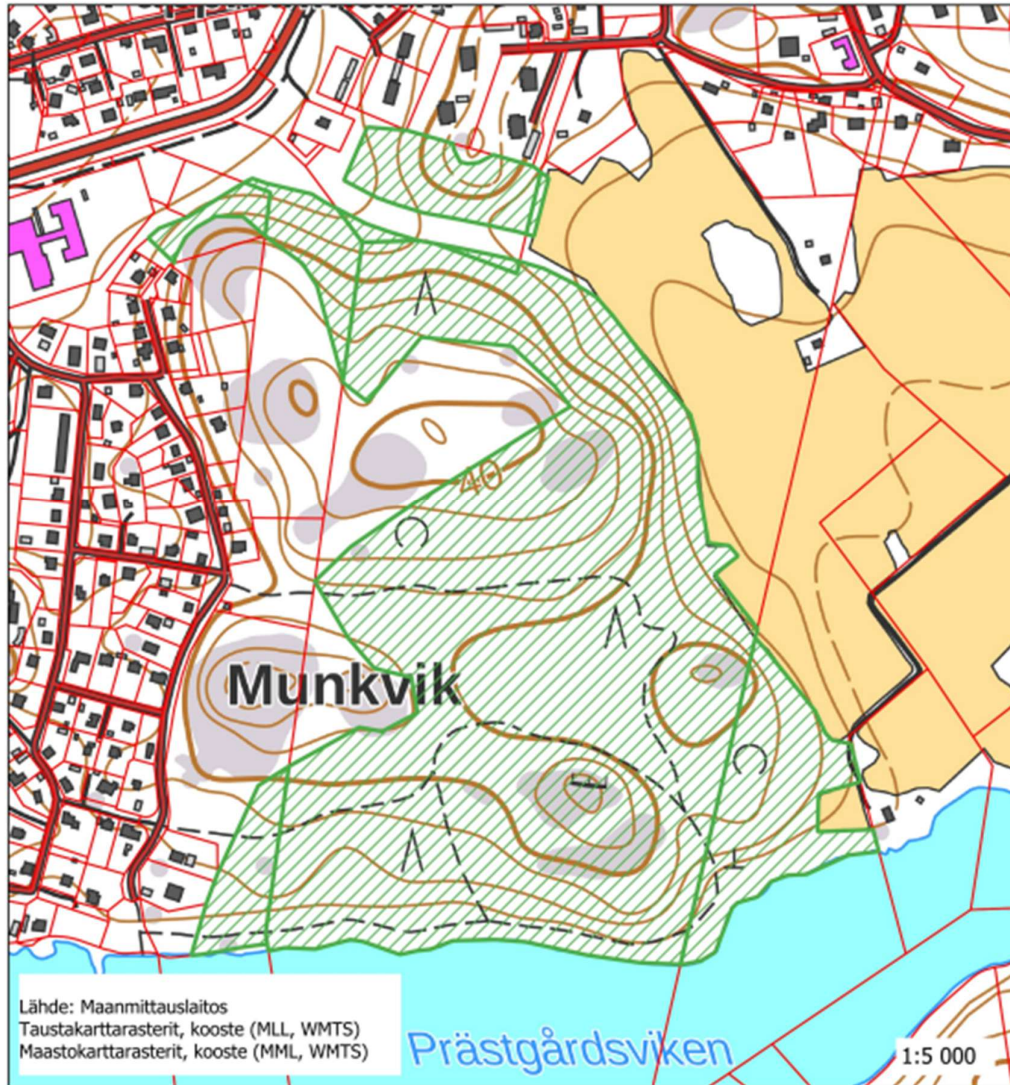 40
Munkvik
Lähde: Maanmittauslaitos
Taustakarttarasterit, kooste (MLL, WMTS)
Maastokarttarasterit, kooste (MML, WMTS)
Prästgårdsviken
1:5 000